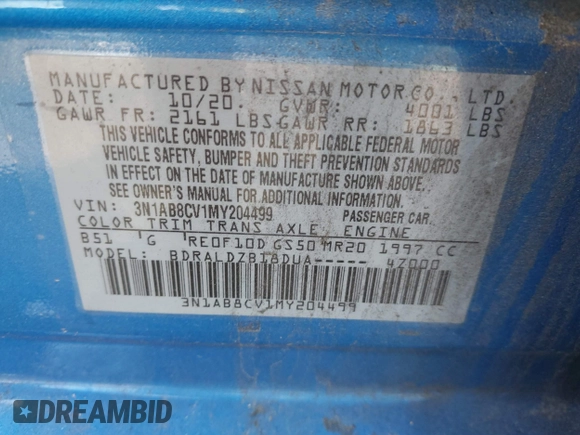 MANUFACTURED BY NISSAN MOTOR CO., LTD.
DATE: 10/20 GVWR: 4001 LBS
GAWR FR: 2161 LBS GAWR RR: 1863 LBS
THIS VEHICLE CONFORMS TO ALL APPLICABLE FEDERAL MOTOR
VEHICLE SAFETY, BUMPER AND THEFT PREVENTION STANDARDS
IN EFFECT ON THE DATE OF MANUFACTURE SHOWN ABOVE.
SEE OWNER'S MANUAL FOR ADDITIONAL INFORMATION.
VIN: 3N1AB8CV1MY204499 PASSENGER CAR
COLOR TRIM TRANS AXLE ENGINE
B51 G RE0F10D GS50 MR20 1997 CC
MODEL: BDRALDZB18DUA----- 47000
3N1AB8CV1MY204499
DREAMBID